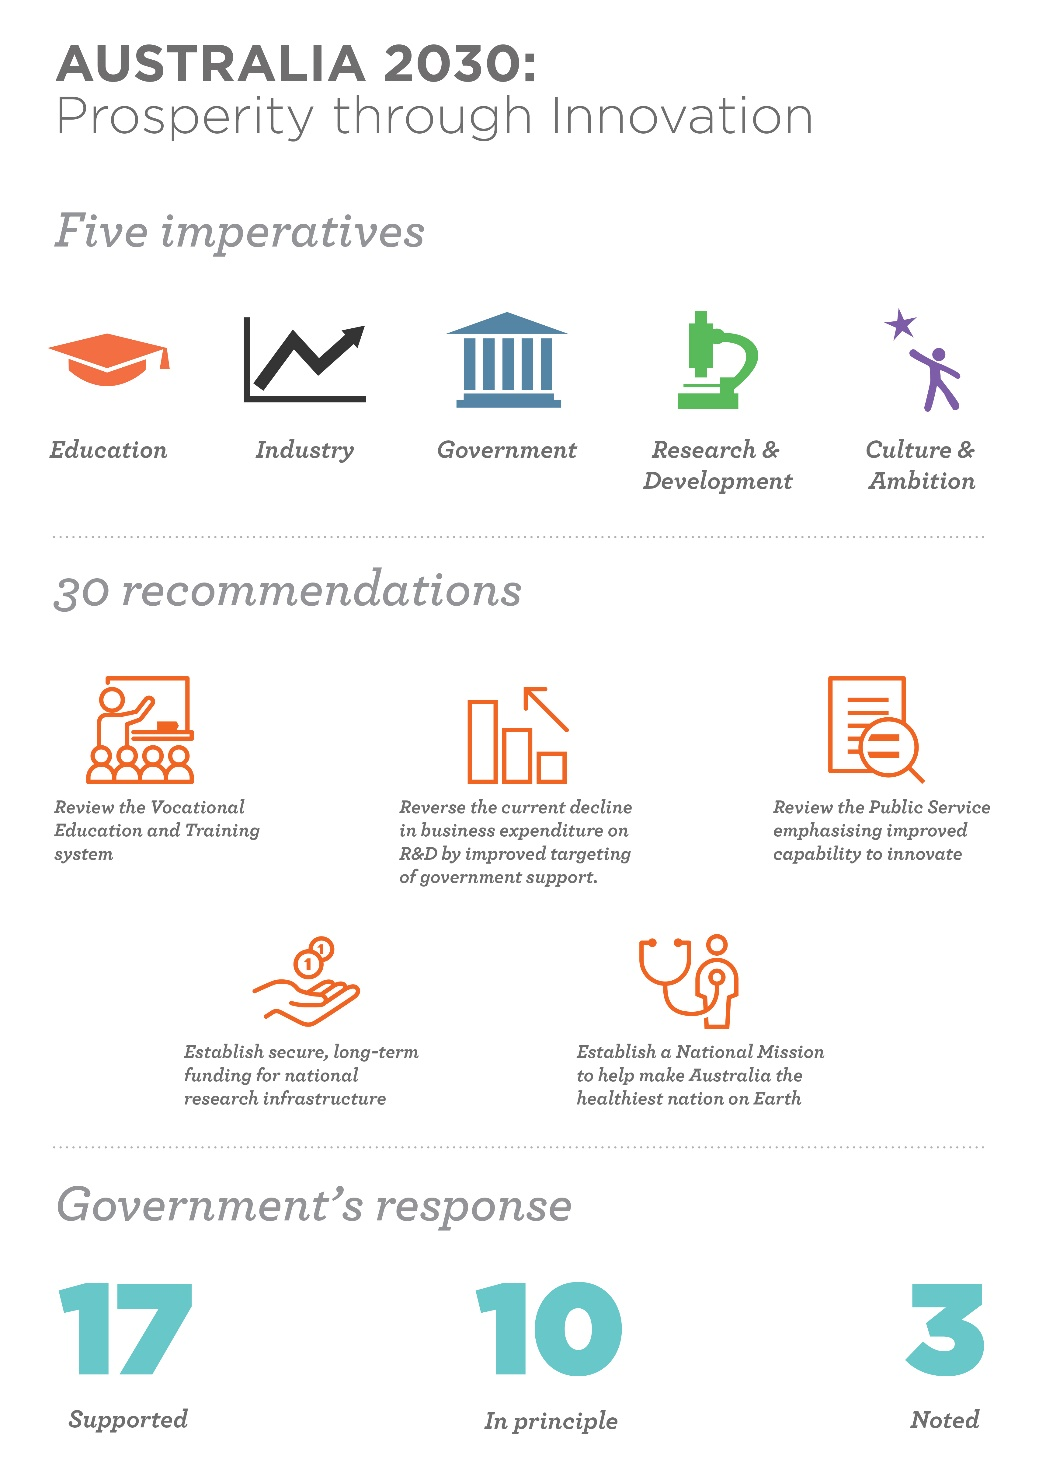 AUSTRALIA 2030:
Prosperity through Innovation
Five imperatives
Education
Industry
Government
Research &
Development
Culture &
Ambition
30 recommendations
Review the Vocational
Education and Training
system
Reverse the current decline
in business expenditure on
R&D by improved targeting
of government support.
Review the Public Service
emphasising improved
capability to innovate
1
1
Establish secure, long-term
funding for national
research infrastructure
Establish a National Mission
to help make Australia the
healthiest nation on Earth
Government's response
17
Supported
10
In principle
3
Noted